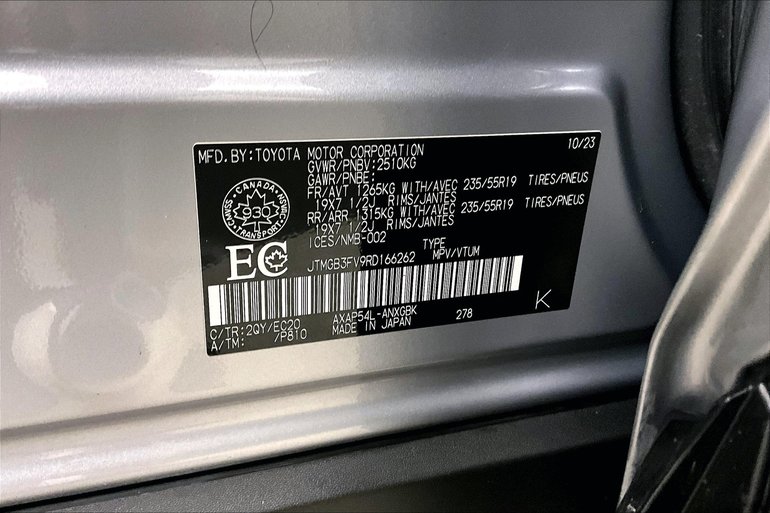 MFD. BY: TOYOTA MOTOR CORPORATION 10/23
GVWR/PNBV: 2510KG
GAWR/PNBE:
FR/AVT 1265KG WITH/AVEC 235/55R19 TIRES/PNEUS
19X7 1/2J RIMS/JANTES
RR/ARR 1315KG WITH/AVEC 235/55R19 TIRES/PNEUS
19X7 1/2J RIMS/JANTES
ICES/NMB-002 TYPE
JTMGB3FV9RD166262 MPV/VTUM
CANADA
930
TRANSPORT
EC
C/TR: 2QY/EC20 AXAP54L-ANXGBK 278
A/TM: /P810 MADE IN JAPAN
K